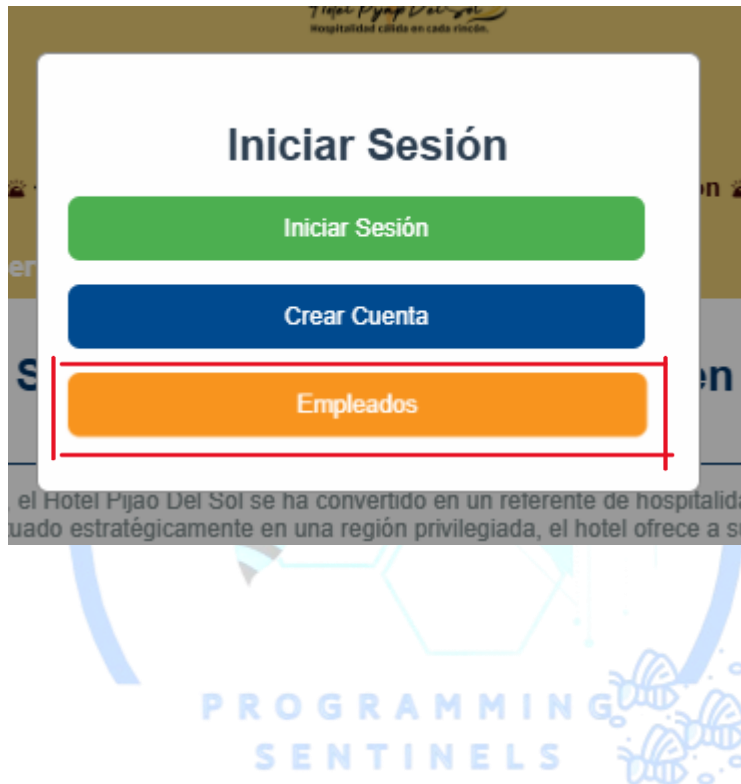 Hospitalidad cálida en cada rincón.
Iniciar Sesión
Iniciar Sesión
Crear Cuenta
Empleados
el Hotel Pijao Del Sol se ha convertido en un referente de hospitalida
uado estratégicamente en una región privilegiada, el hotel ofrece a su
PROGRAMMING
SENTINELS